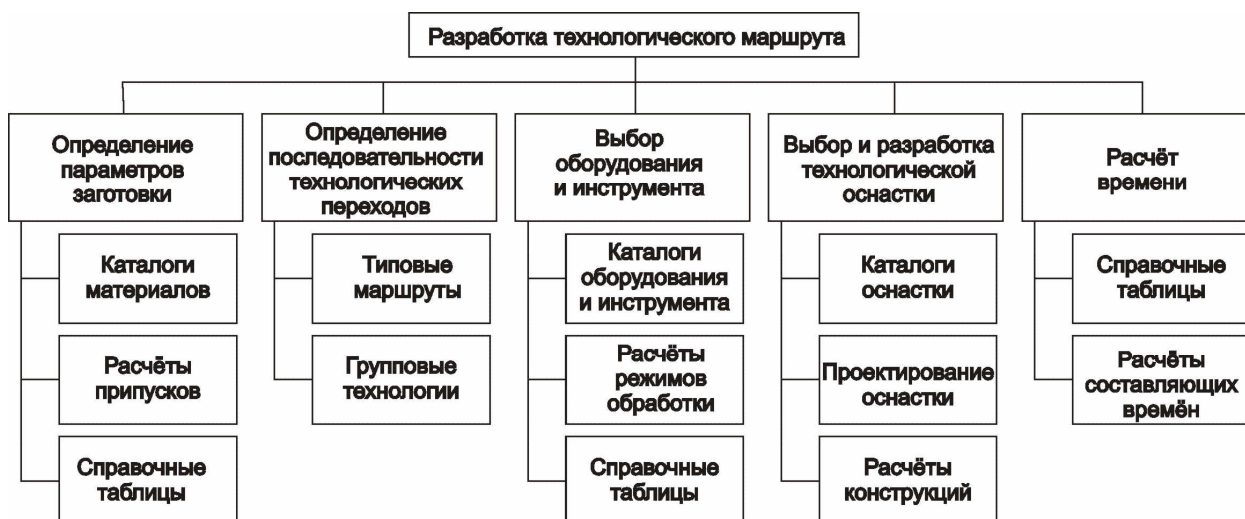 Разработка технологического маршрута
Определение
параметров
заготовки
Определение
последовательности
технологических
переходов
Выбор
оборудования
и инструмента
Выбор и разработка
технологической
оснастки
Расчёт
времени
Каталоги
материалов
Расчёты
припусков
Справочные
таблицы
Типовые
маршруты
Групповые
технологии
Каталоги
оборудования
и инструмента
Расчёты
режимов
обработки
Справочные
таблицы
Каталоги
оснастки
Проектирование
оснастки
Расчёты
конструкций
Справочные
таблицы
Расчёты
составляющих
времён